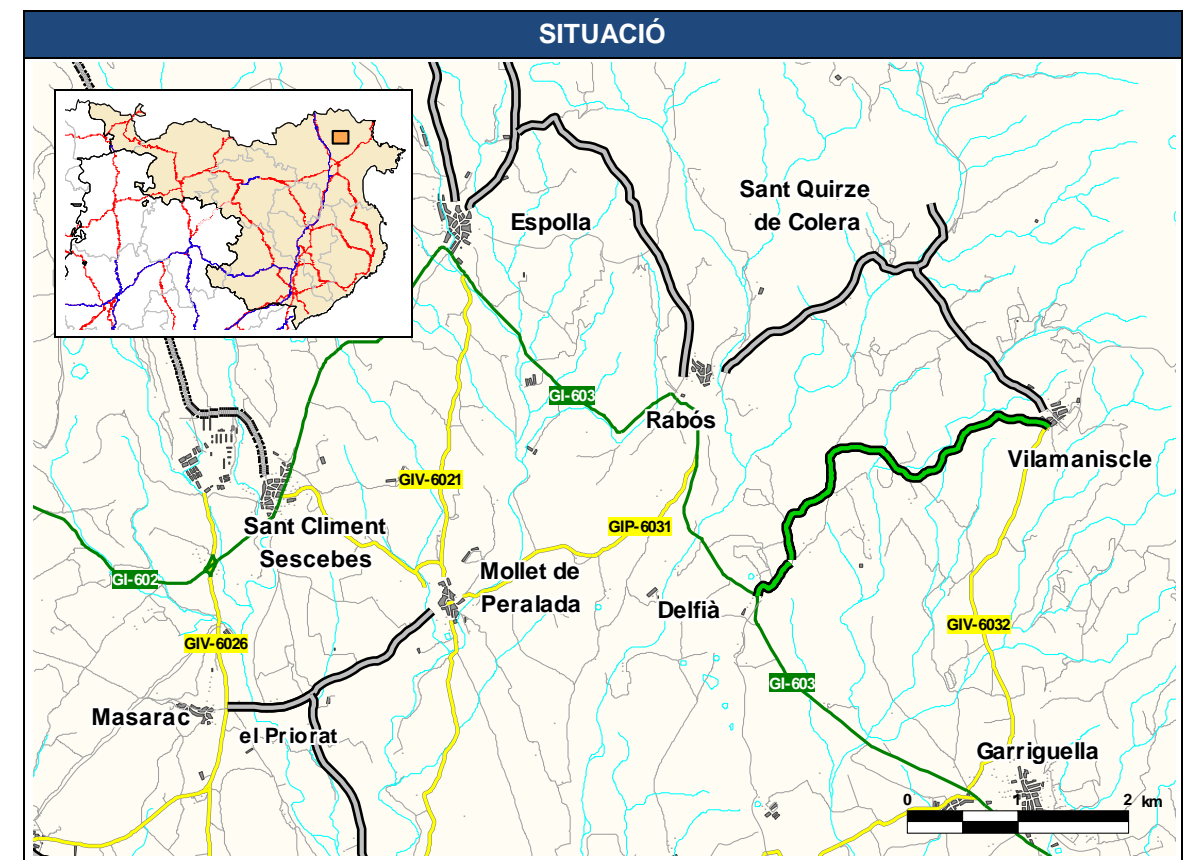 SITUACIÓ
Sant Quirze
de Colera
Espolla
GI-603
Rabós
Vilamaniscle
GIV-6021
Sant Climent
Sescebes
GIP-6031
GI-602
Mollet de
Peralada
Delfià
GIV-6032
GIV-6026
GI-603
Masarac
el Priorat
Garriguella
0 1 2 km